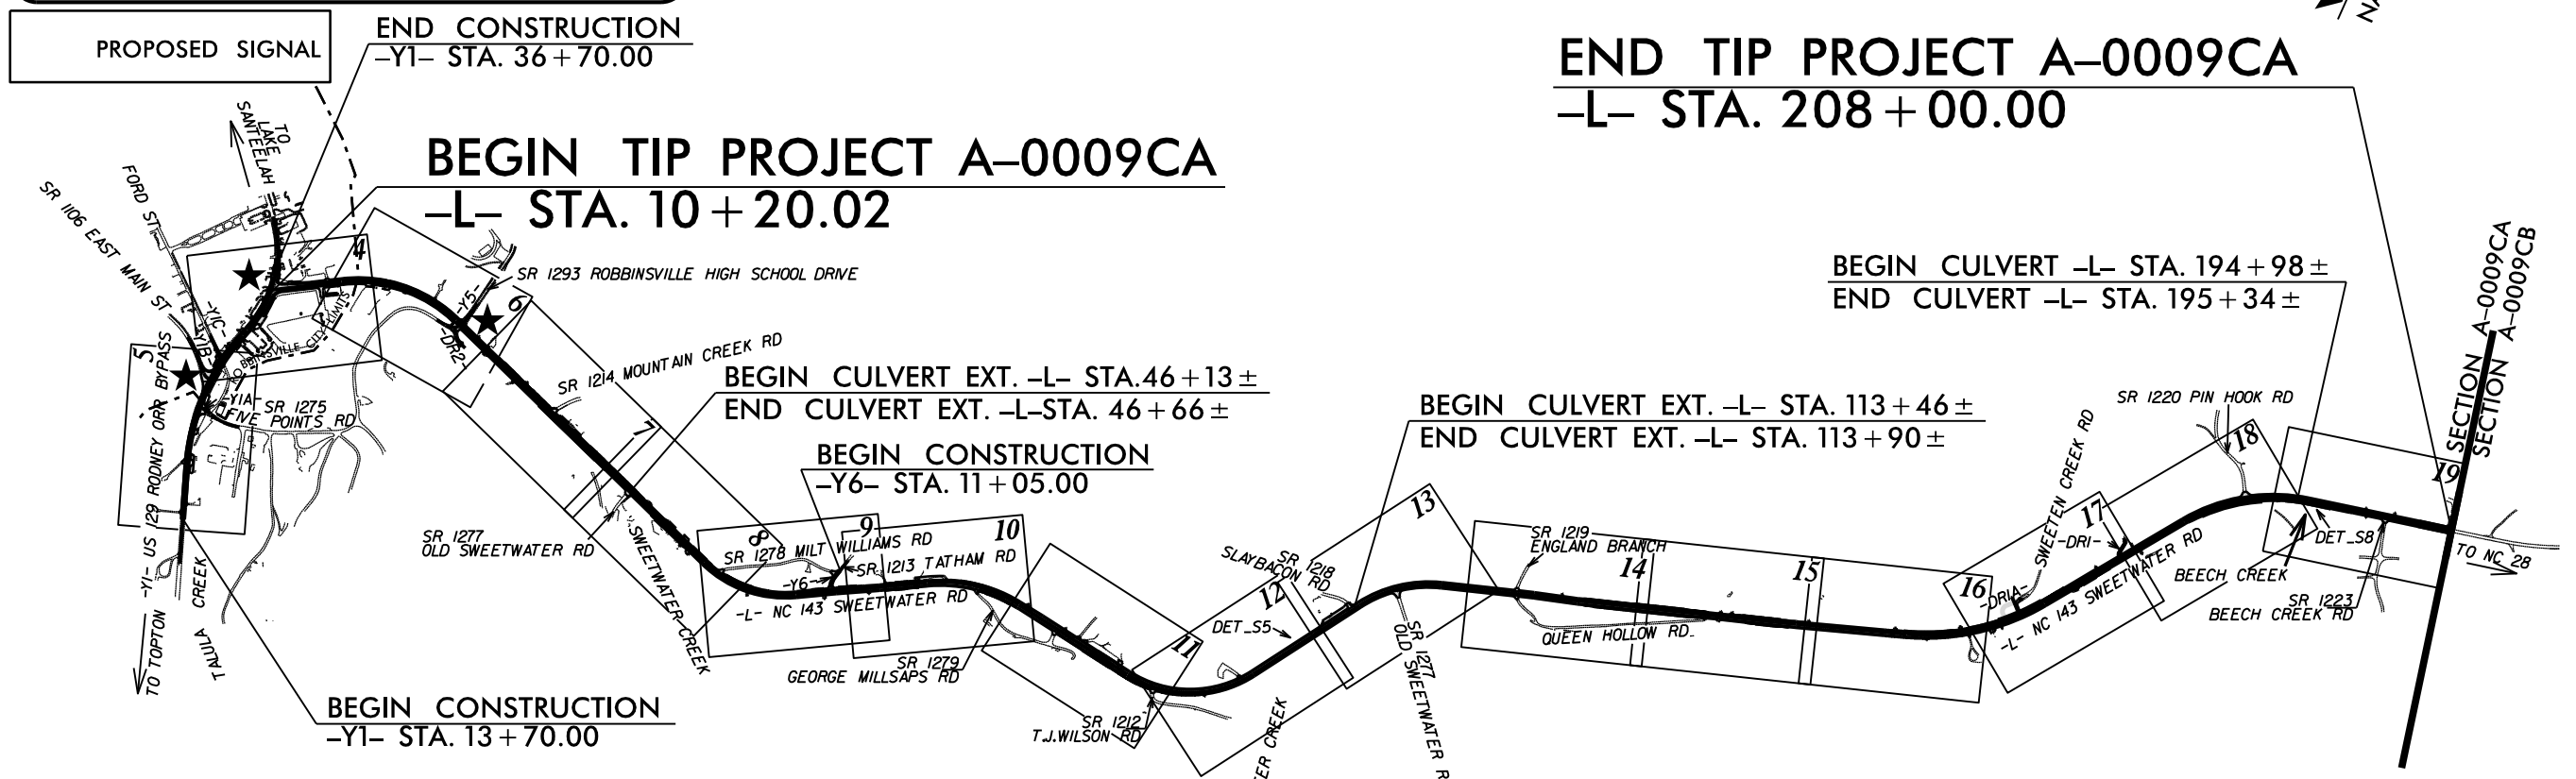 PROPOSED SIGNAL
END CONSTRUCTION
–Y1– STA. 36+70.00
END TIP PROJECT A–0009CA
–L– STA. 208+00.00
BEGIN TIP PROJECT A–0009CA
–L– STA. 10+20.02
TO
LAKE
SANTEELAH
FORD ST
SR 1106 EAST MAIN ST
4
SR 1293 ROBBINSVILLE HIGH SCHOOL DRIVE
–Y5–
6
–DR2–
–Y1C–
–Y1B–
5
–Y1– US 129 RODNEY ORR BYPASS
–Y1A–
SR 1275
FIVE POINTS RD
SR 1214 MOUNTAIN CREEK RD
BEGIN CULVERT EXT. –L– STA.46+13±
END CULVERT EXT. –L–STA. 46+66±
7
BEGIN CONSTRUCTION
–Y6– STA. 11+05.00
BEGIN CULVERT EXT. –L– STA. 113+46±
END CULVERT EXT. –L– STA. 113+90±
BEGIN CULVERT –L– STA. 194+98±
END CULVERT –L– STA. 195+34±
SECTION A–0009CA
SECTION A–0009CB
SR 1220 PIN HOOK RD
18
19
SWEETEN CREEK RD
17
–DR1–
DET_S8
TO NC 28
BEECH CREEK
SR 1223
BEECH CREEK RD
16
–DR1A–
–L– NC 143 SWEETWATER RD
15
14
SR 1219
ENGLAND BRANCH
QUEEN HOLLOW RD.
13
SR 1218
SLAYBACON RD
12
DET_S5
SR 1277
OLD SWEETWATER R
ER CREEK
11
SR 1212
T.J.WILSON RD
SR 1279
GEORGE MILLSAPS RD
10
9
8
SR 1278 MILT WILLIAMS RD
SR 1213 TATHAM RD
–Y6–
–L– NC 143 SWEETWATER RD
SWEETWATER CREEK
SR 1277
OLD SWEETWATER RD
TALULA CREEK
TO TOPTON
BEGIN CONSTRUCTION
–Y1– STA. 13+70.00